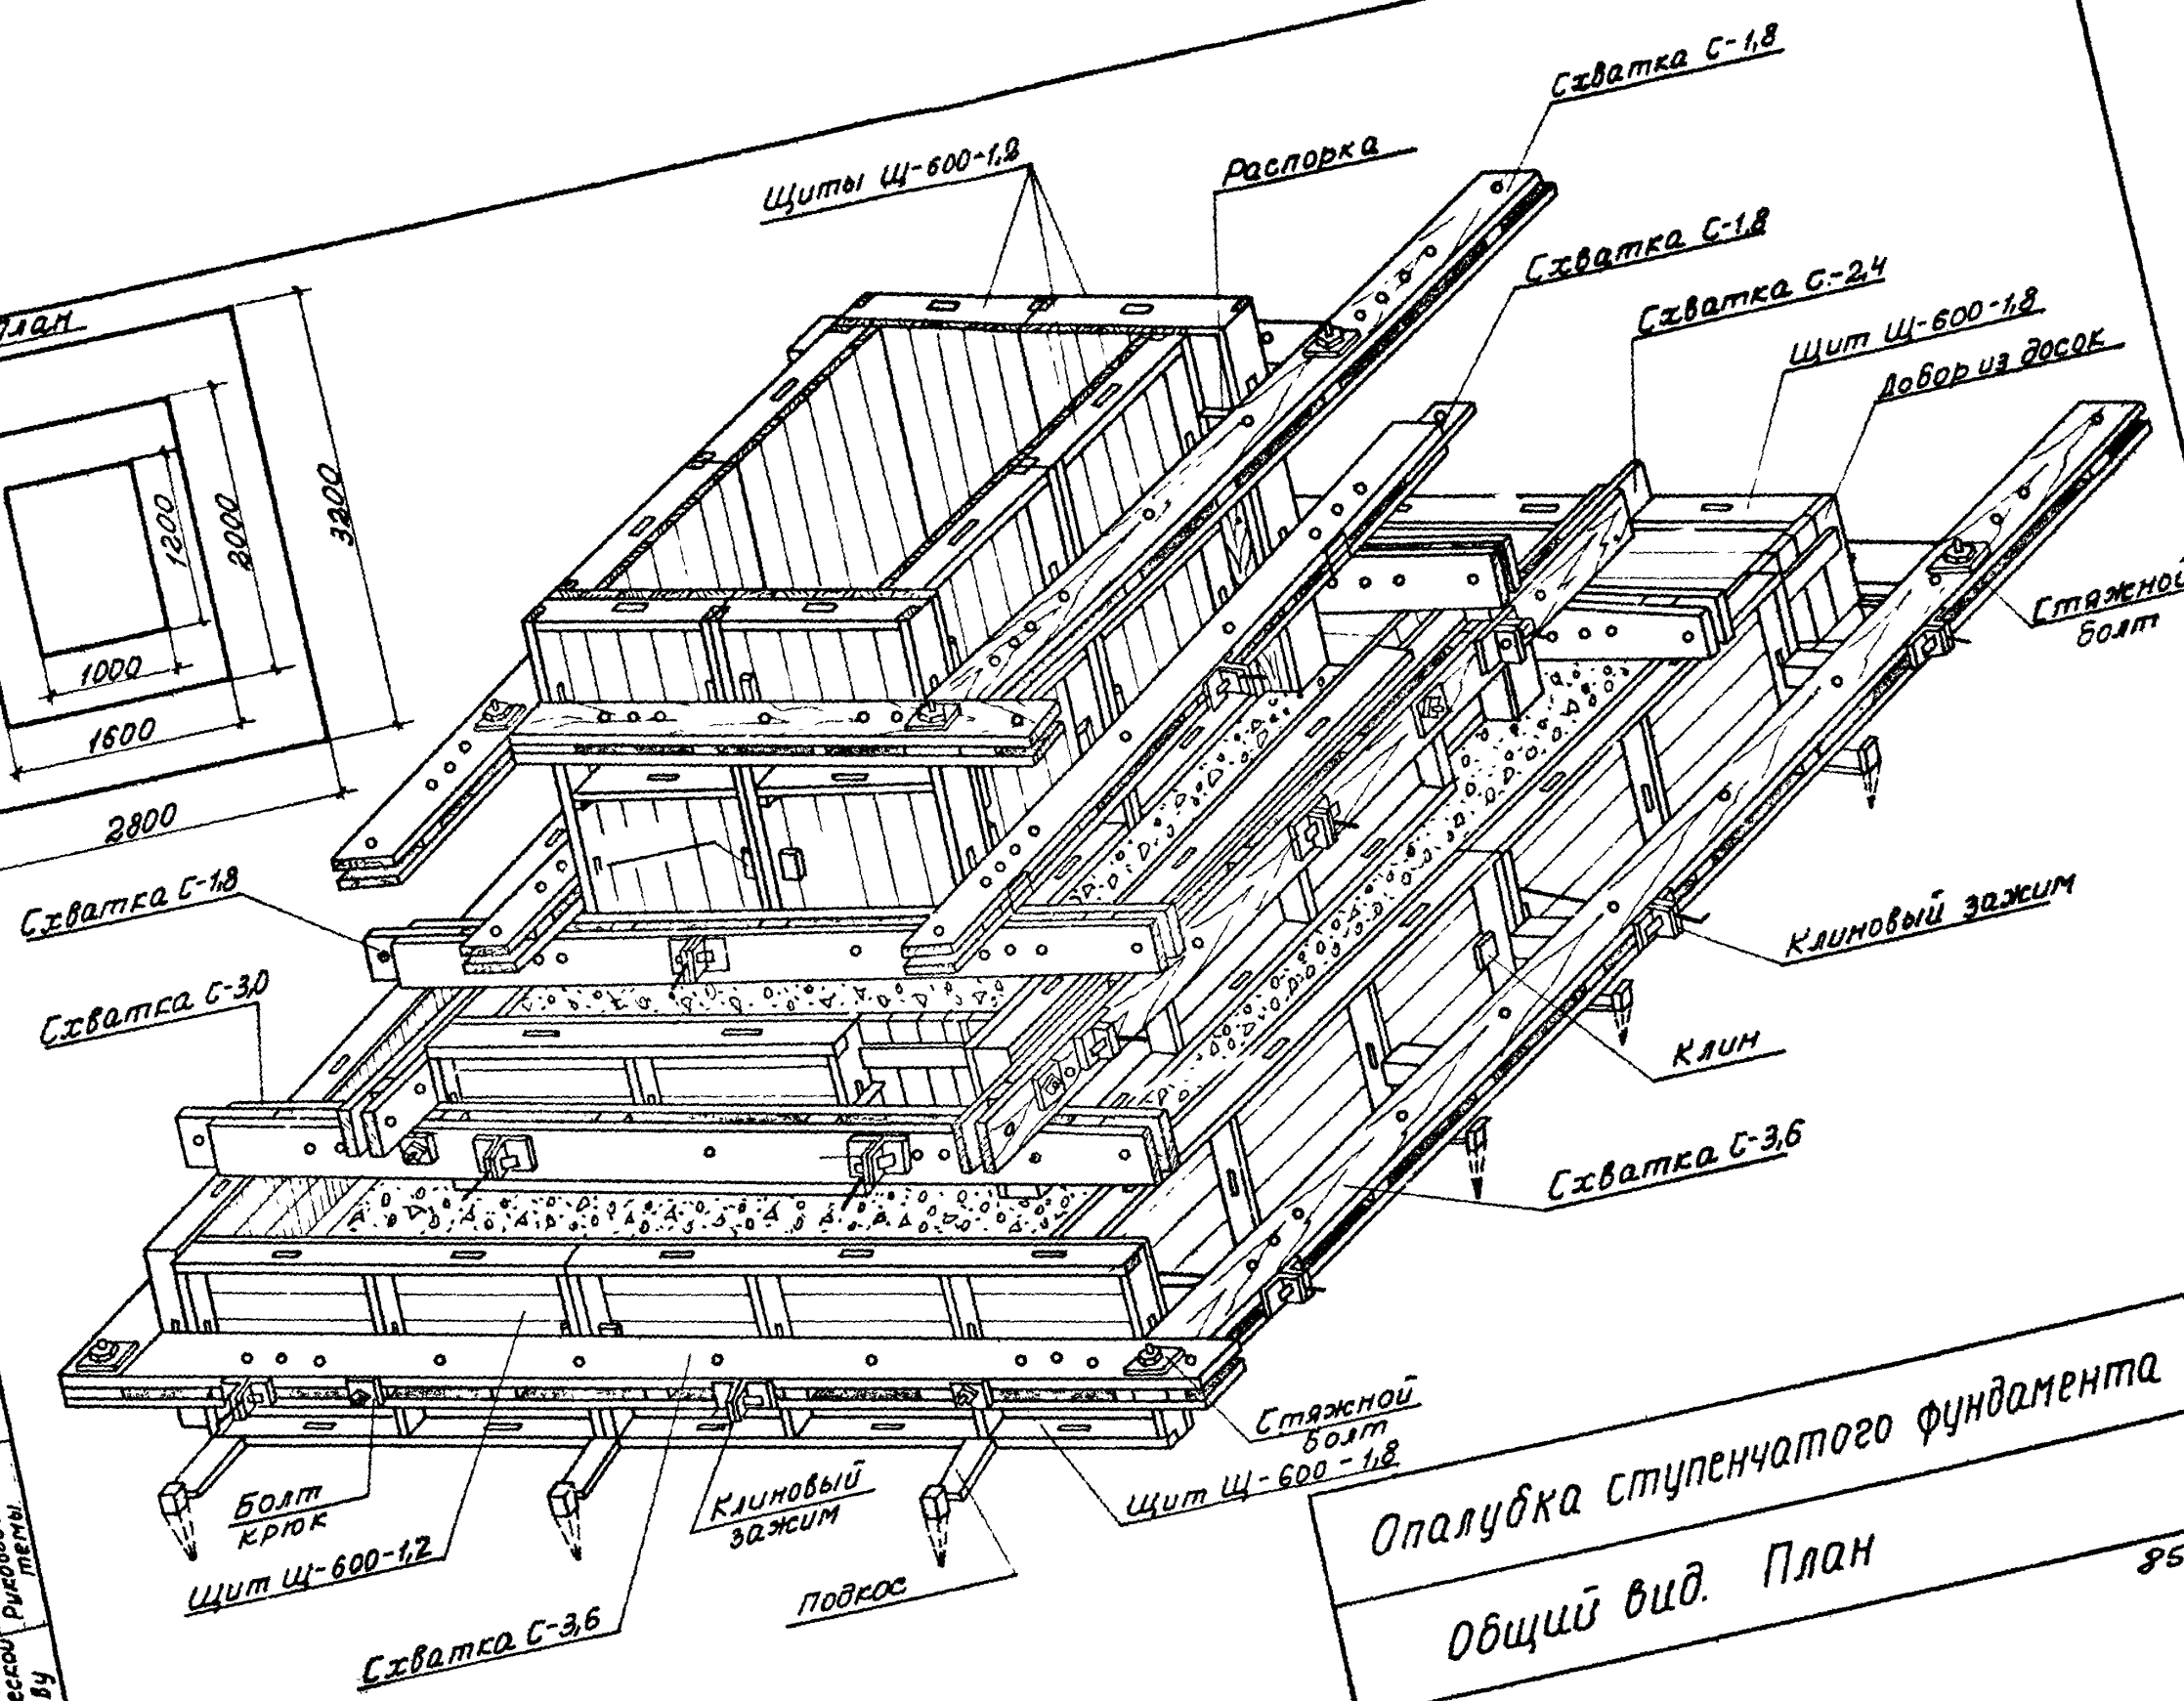 Схватка С-1,8
Щиты Щ-600-1,2
Распорка
Схватка С-1,8
Схватка С-2,4
Щит Щ-600-1,8
Добор из досок
План
1200
2000
3200
1000
1600
2800
Стяжной
болт
Схватка С-1,8
Схватка С-3,0
Клиновый зажим
Клин
Схватка С-3,6
Стяжной
болт
Щит Щ-600-1,8
Болт
крюк
Клиновый
зажим
Щит Щ-600-1,2
Подкос
Схватка С-3,6
Опалубка ступенчатого фундамента
Общий вид. План
85
темы
ву